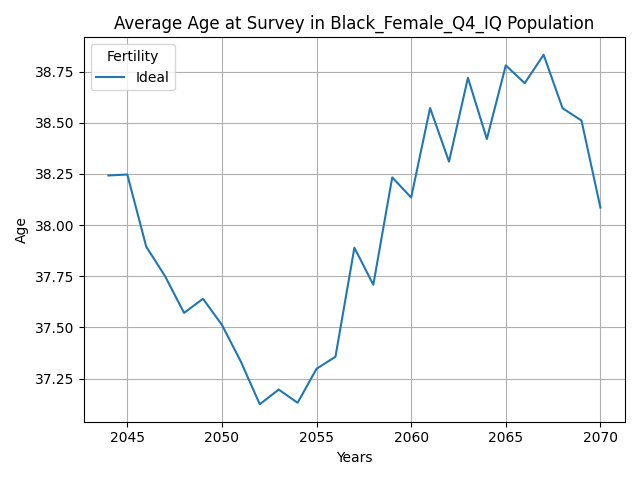 Average Age at Survey in Black_Female_Q4_IQ Population
Fertility
Ideal
38.75
38.50
38.25
38.00
37.75
37.50
37.25
Age
2045 2050 2055 2060 2065 2070
Years